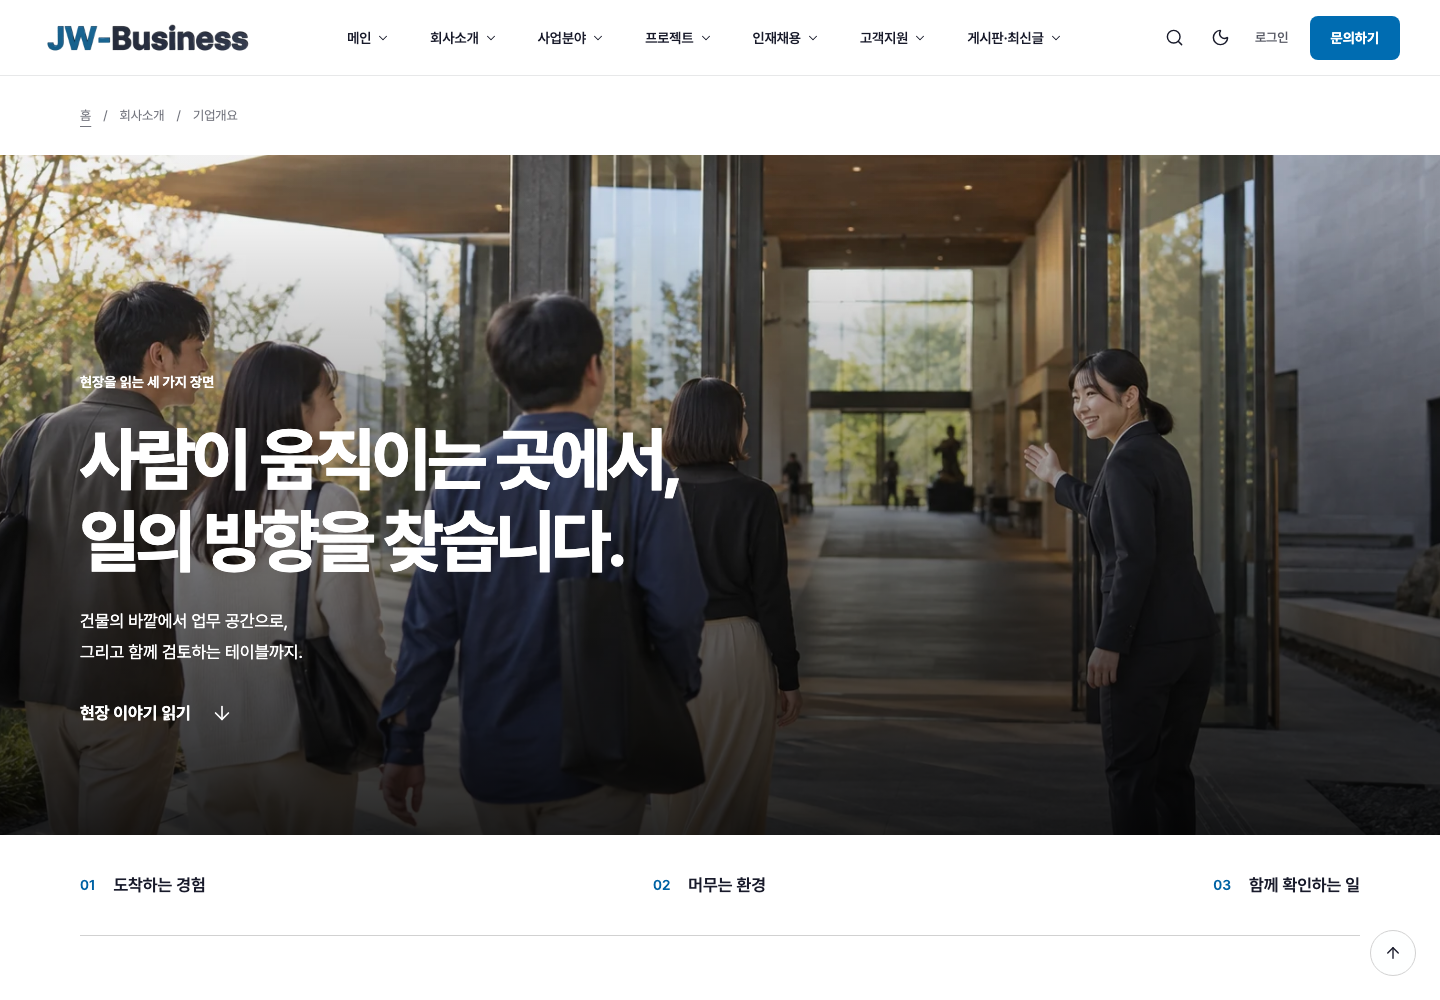 JW-Business
메인
회사소개
사업분야
프로젝트
인재채용
고객지원
게시판·최신글
로그인
문의하기
홈 / 회사소개 / 기업개요
현장을 읽는 세 가지 장면
사람이 움직이는 곳에서,
일의 방향을 찾습니다.
건물의 바깥에서 업무 공간으로,
그리고 함께 검토하는 테이블까지.
현장 이야기 읽기
01 도착하는 경험
02 머무는 환경
03 함께 확인하는 일